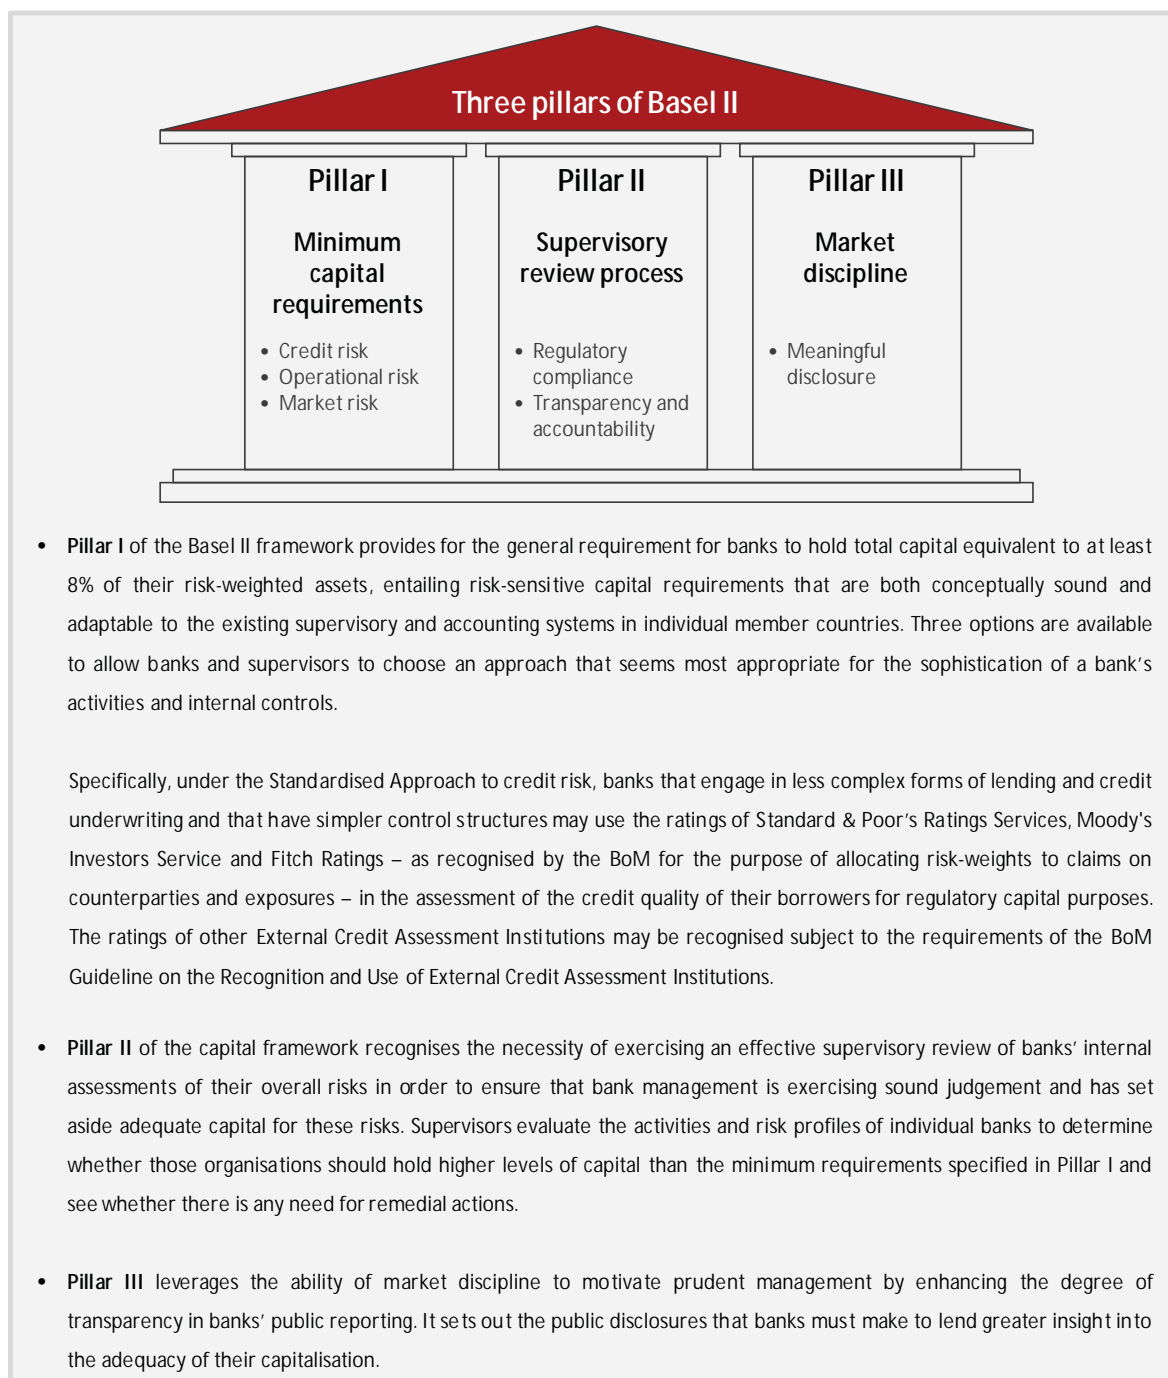 Three pillars of Basel II
Pillar I
Minimum
capital
requirements
• Credit risk
• Operational risk
• Market risk
Pillar II
Supervisory
review process
• Regulatory
compliance
• Transparency and
accountability
Pillar III
Market
discipline
• Meaningful
disclosure
• Pillar I of the Basel II framework provides for the general requirement for banks to hold total capital equivalent to at least
8% of their risk-weighted assets, entailing risk-sensitive capital requirements that are both conceptually sound and
adaptable to the existing supervisory and accounting systems in individual member countries. Three options are available
to allow banks and supervisors to choose an approach that seems most appropriate for the sophistication of a bank’s
activities and internal controls.
Specifically, under the Standardised Approach to credit risk, banks that engage in less complex forms of lending and credit
underwriting and that have simpler control structures may use the ratings of Standard & Poor’s Ratings Services, Moody's
Investors Service and Fitch Ratings – as recognised by the BoM for the purpose of allocating risk-weights to claims on
counterparties and exposures – in the assessment of the credit quality of their borrowers for regulatory capital purposes.
The ratings of other External Credit Assessment Institutions may be recognised subject to the requirements of the BoM
Guideline on the Recognition and Use of External Credit Assessment Institutions.
• Pillar II of the capital framework recognises the necessity of exercising an effective supervisory review of banks’ internal
assessments of their overall risks in order to ensure that bank management is exercising sound judgement and has set
aside adequate capital for these risks. Supervisors evaluate the activities and risk profiles of individual banks to determine
whether those organisations should hold higher levels of capital than the minimum requirements specified in Pillar I and
see whether there is any need for remedial actions.
• Pillar III leverages the ability of market discipline to motivate prudent management by enhancing the degree of
transparency in banks’ public reporting. It sets out the public disclosures that banks must make to lend greater insight into
the adequacy of their capitalisation.